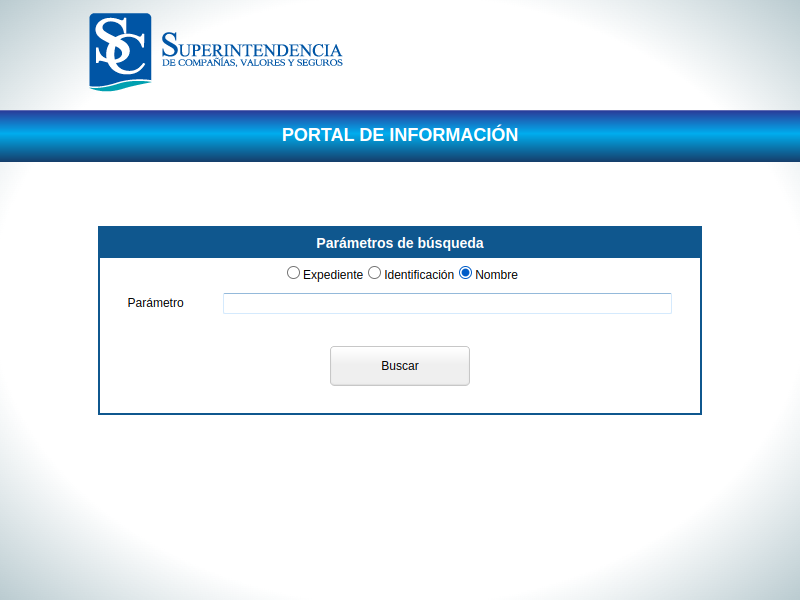 SC
SUPERINTENDENCIA
DE COMPAÑÍAS, VALORES Y SEGUROS
PORTAL DE INFORMACIÓN
Parámetros de búsqueda
Expediente Identificación Nombre
Parámetro
Buscar